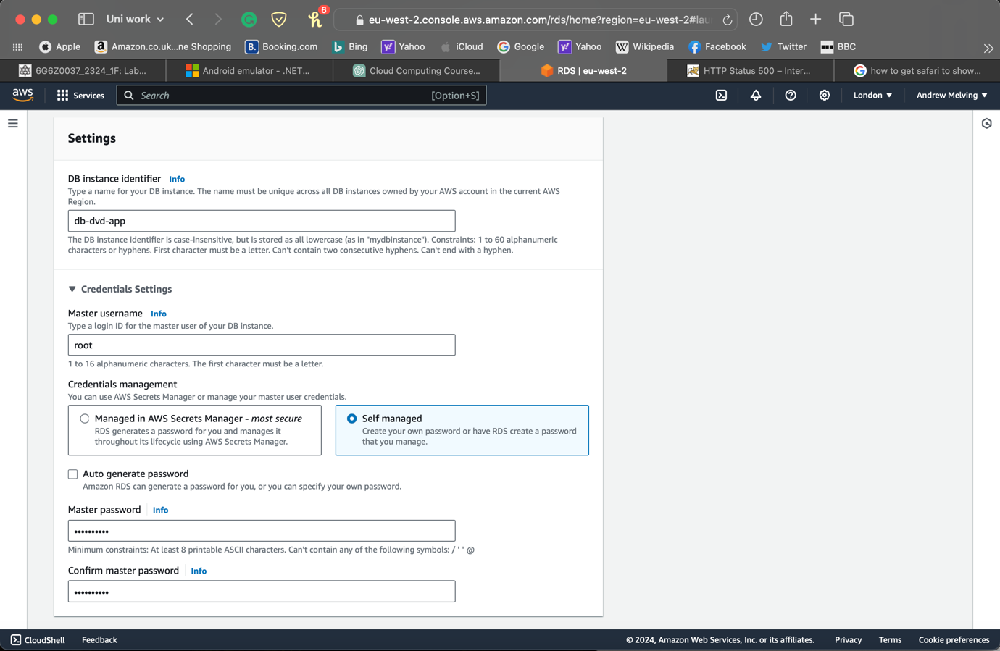 Uni work
6
eu-west-2.console.aws.amazon.com/rds/home?region=eu-west-2#lau
Apple
Amazon.co.uk...ne Shopping
Booking.com
Bing
Yahoo
iCloud
Google
Yahoo
Wikipedia
Facebook
Twitter
BBC
6G6Z0037_2324_1F: Lab...
Android emulator - .NET...
Cloud Computing Course...
RDS | eu-west-2
HTTP Status 500 – Inter...
how to get safari to show...
aws
Services
Search
[Option+S]
London
Andrew Melving
Settings
DB instance identifier Info
Type a name for your DB instance. The name must be unique across all DB instances owned by your AWS account in the current AWS
Region.
db-dvd-app
The DB instance identifier is case-insensitive, but is stored as all lowercase (as in "mydbinstance"). Constraints: 1 to 60 alphanumeric
characters or hyphens. First character must be a letter. Can't contain two consecutive hyphens. Can't end with a hyphen.
Credentials Settings
Master username Info
Type a login ID for the master user of your DB instance.
root
1 to 16 alphanumeric characters. The first character must be a letter.
Credentials management
You can use AWS Secrets Manager or manage your master user credentials.
Managed in AWS Secrets Manager - most secure
RDS generates a password for you and manages it
throughout its lifecycle using AWS Secrets Manager.
Self managed
Create your own password or have RDS create a password
that you manage.
Auto generate password
Amazon RDS can generate a password for you, or you can specify your own password.
Master password Info
••••••••••
Minimum constraints: At least 8 printable ASCII characters. Can't contain any of the following symbols: / ' " @
Confirm master password Info
••••••••••
CloudShell
Feedback
© 2024, Amazon Web Services, Inc. or its affiliates.
Privacy
Terms
Cookie preferences